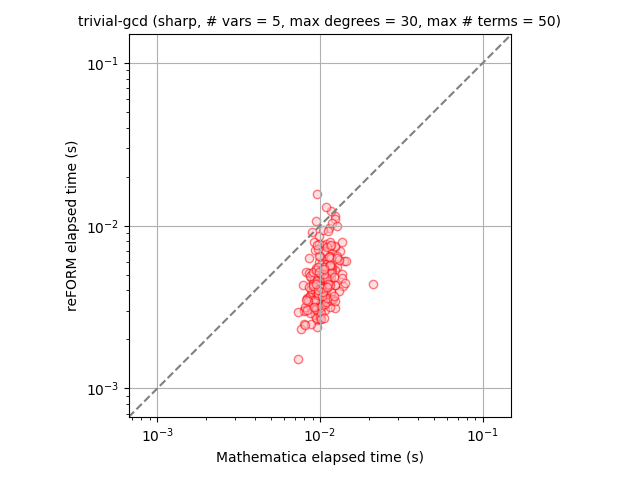 trivial-gcd (sharp, # vars = 5, max degrees = 30, max # terms = 50)
reFORM elapsed time (s)
10⁻¹
10⁻²
10⁻³
10⁻³ 10⁻² 10⁻¹
Mathematica elapsed time (s)